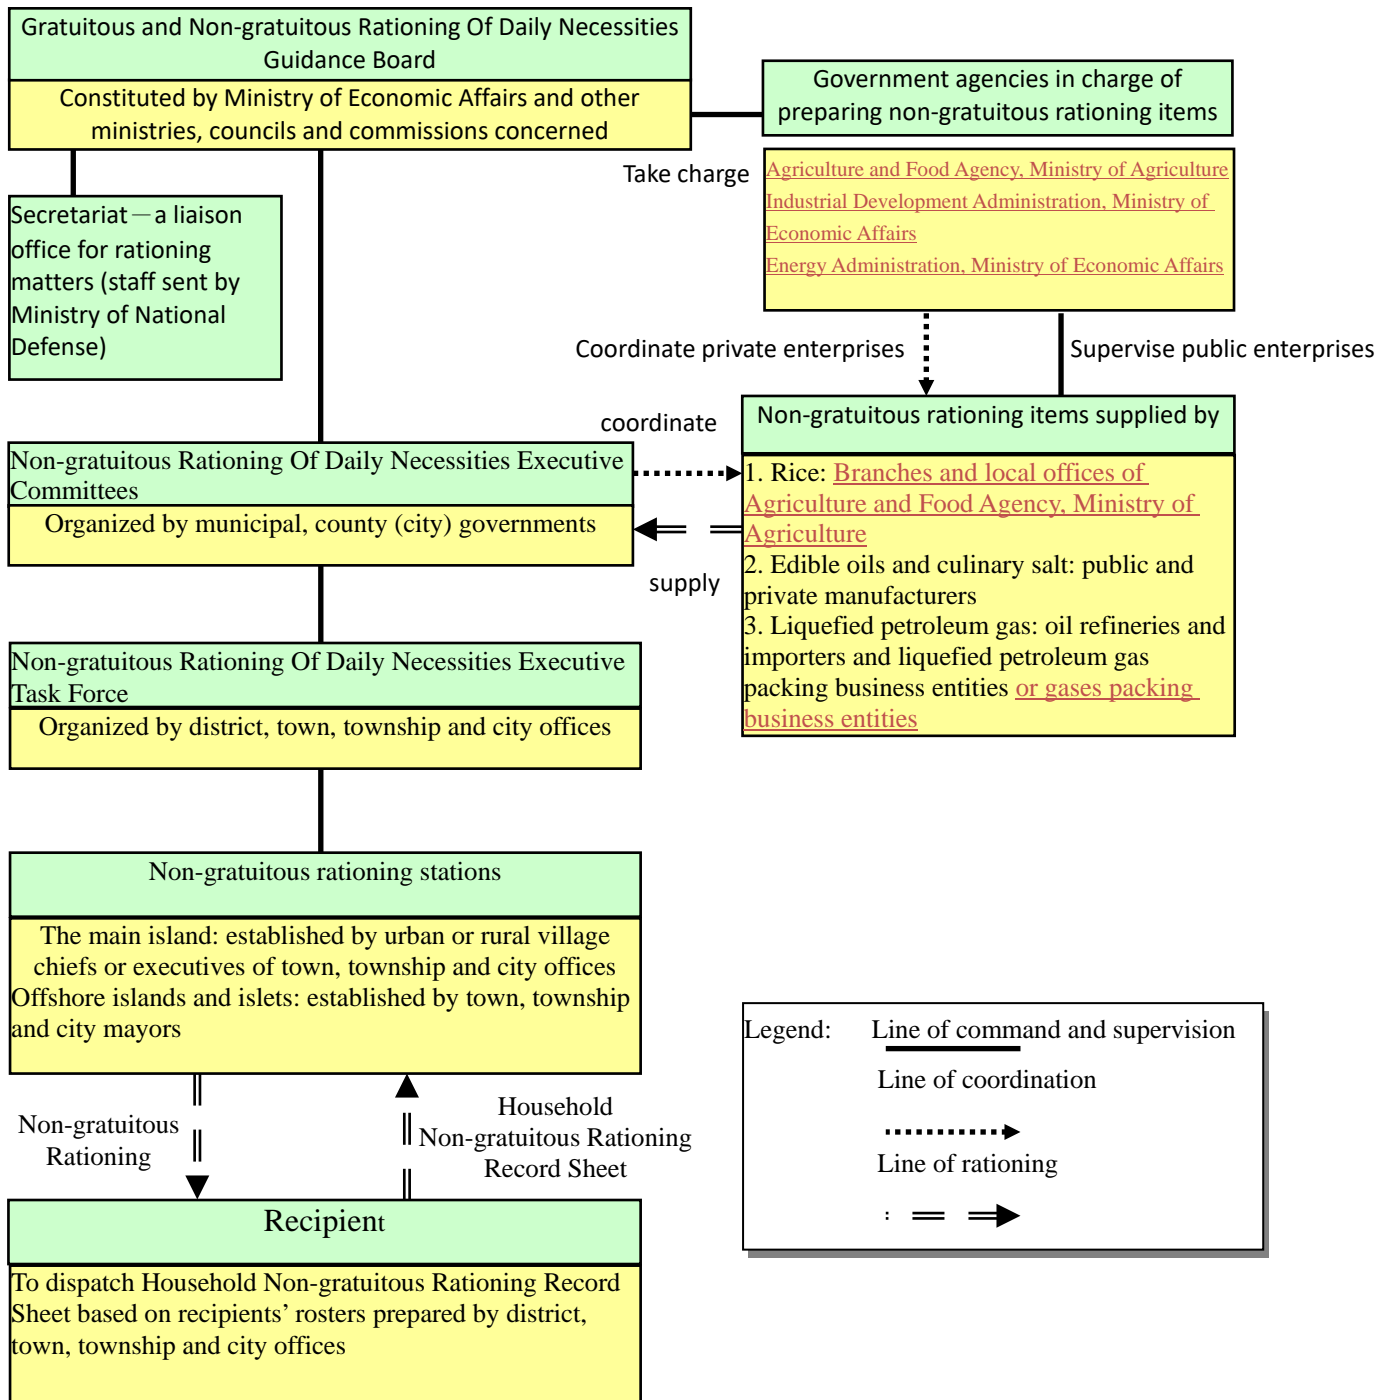 Gratuitous and Non-gratuitous Rationing Of Daily Necessities
Guidance Board
Constituted by Ministry of Economic Affairs and other
ministries, councils and commissions concerned
Government agencies in charge of
preparing non-gratuitous rationing items
Take charge
Agriculture and Food Agency, Ministry of Agriculture
Industrial Development Administration, Ministry of
Economic Affairs
Energy Administration, Ministry of Economic Affairs
Secretariat－a liaison
office for rationing
matters (staff sent by
Ministry of National
Defense)
Coordinate private enterprises
Supervise public enterprises
Non-gratuitous rationing items supplied by
1. Rice: Branches and local offices of
Agriculture and Food Agency, Ministry of
Agriculture
2. Edible oils and culinary salt: public and
private manufacturers
3. Liquefied petroleum gas: oil refineries and
importers and liquefied petroleum gas
packing business entities or gases packing
business entities
coordinate
supply
Non-gratuitous Rationing Of Daily Necessities Executive
Committees
Organized by municipal, county (city) governments
Non-gratuitous Rationing Of Daily Necessities Executive
Task Force
Organized by district, town, township and city offices
Non-gratuitous rationing stations
The main island: established by urban or rural village
chiefs or executives of town, township and city offices
Offshore islands and islets: established by town, township
and city mayors
Non-gratuitous
Rationing
Household
Non-gratuitous Rationing
Record Sheet
Recipient
To dispatch Household Non-gratuitous Rationing Record
Sheet based on recipients’ rosters prepared by district,
town, township and city offices
Legend: Line of command and supervision
Line of coordination
Line of rationing